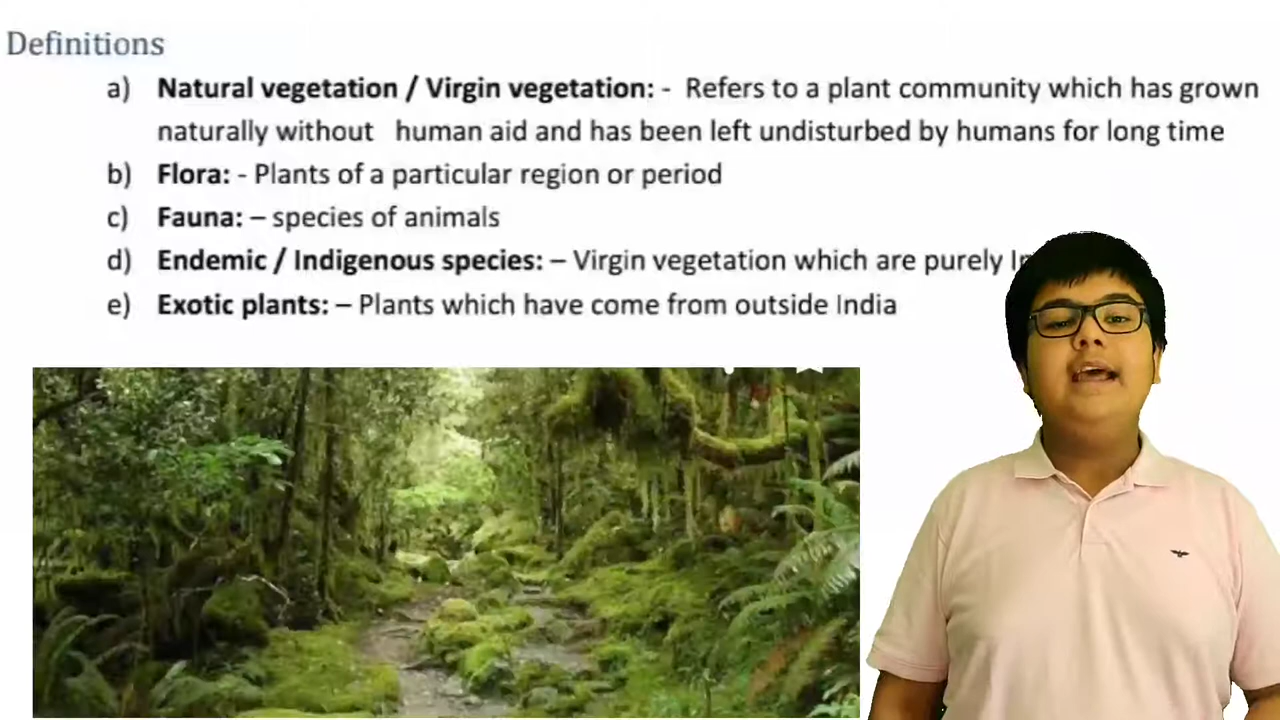 Definitions
a) Natural vegetation / Virgin vegetation: - Refers to a plant community which has grown
naturally without human aid and has been left undisturbed by humans for long time
b) Flora: - Plants of a particular region or period
c) Fauna: – species of animals
d) Endemic / Indigenous species: – Virgin vegetation which are purely
e) Exotic plants: – Plants which have come from outside India